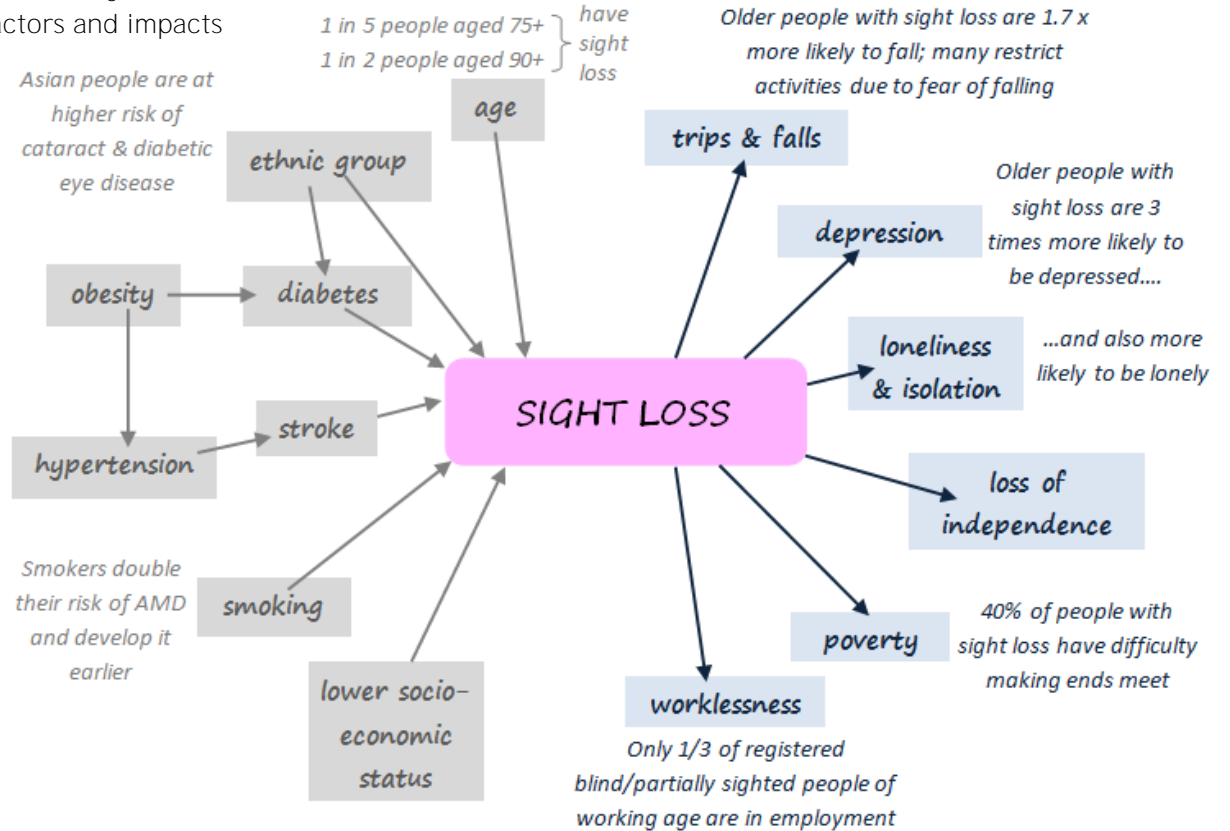 actors and impacts
1 in 5 people aged 75+
1 in 2 people aged 90+
have
sight
loss
Older people with sight loss are 1.7 x
more likely to fall; many restrict
activities due to fear of falling
Asian people are at
higher risk of
cataract & diabetic
eye disease
age
ethnic group
trips & falls
Older people with
sight loss are 3
times more likely to
be depressed....
depression
obesity
diabetes
loneliness
& isolation
...and also more
likely to be lonely
SIGHT LOSS
stroke
hypertension
loss of
independence
Smokers double
their risk of AMD
and develop it
earlier
smoking
poverty
40% of people with
sight loss have difficulty
making ends meet
lower socio-
economic
status
worklessness
Only 1/3 of registered
blind/partially sighted people of
working age are in employment